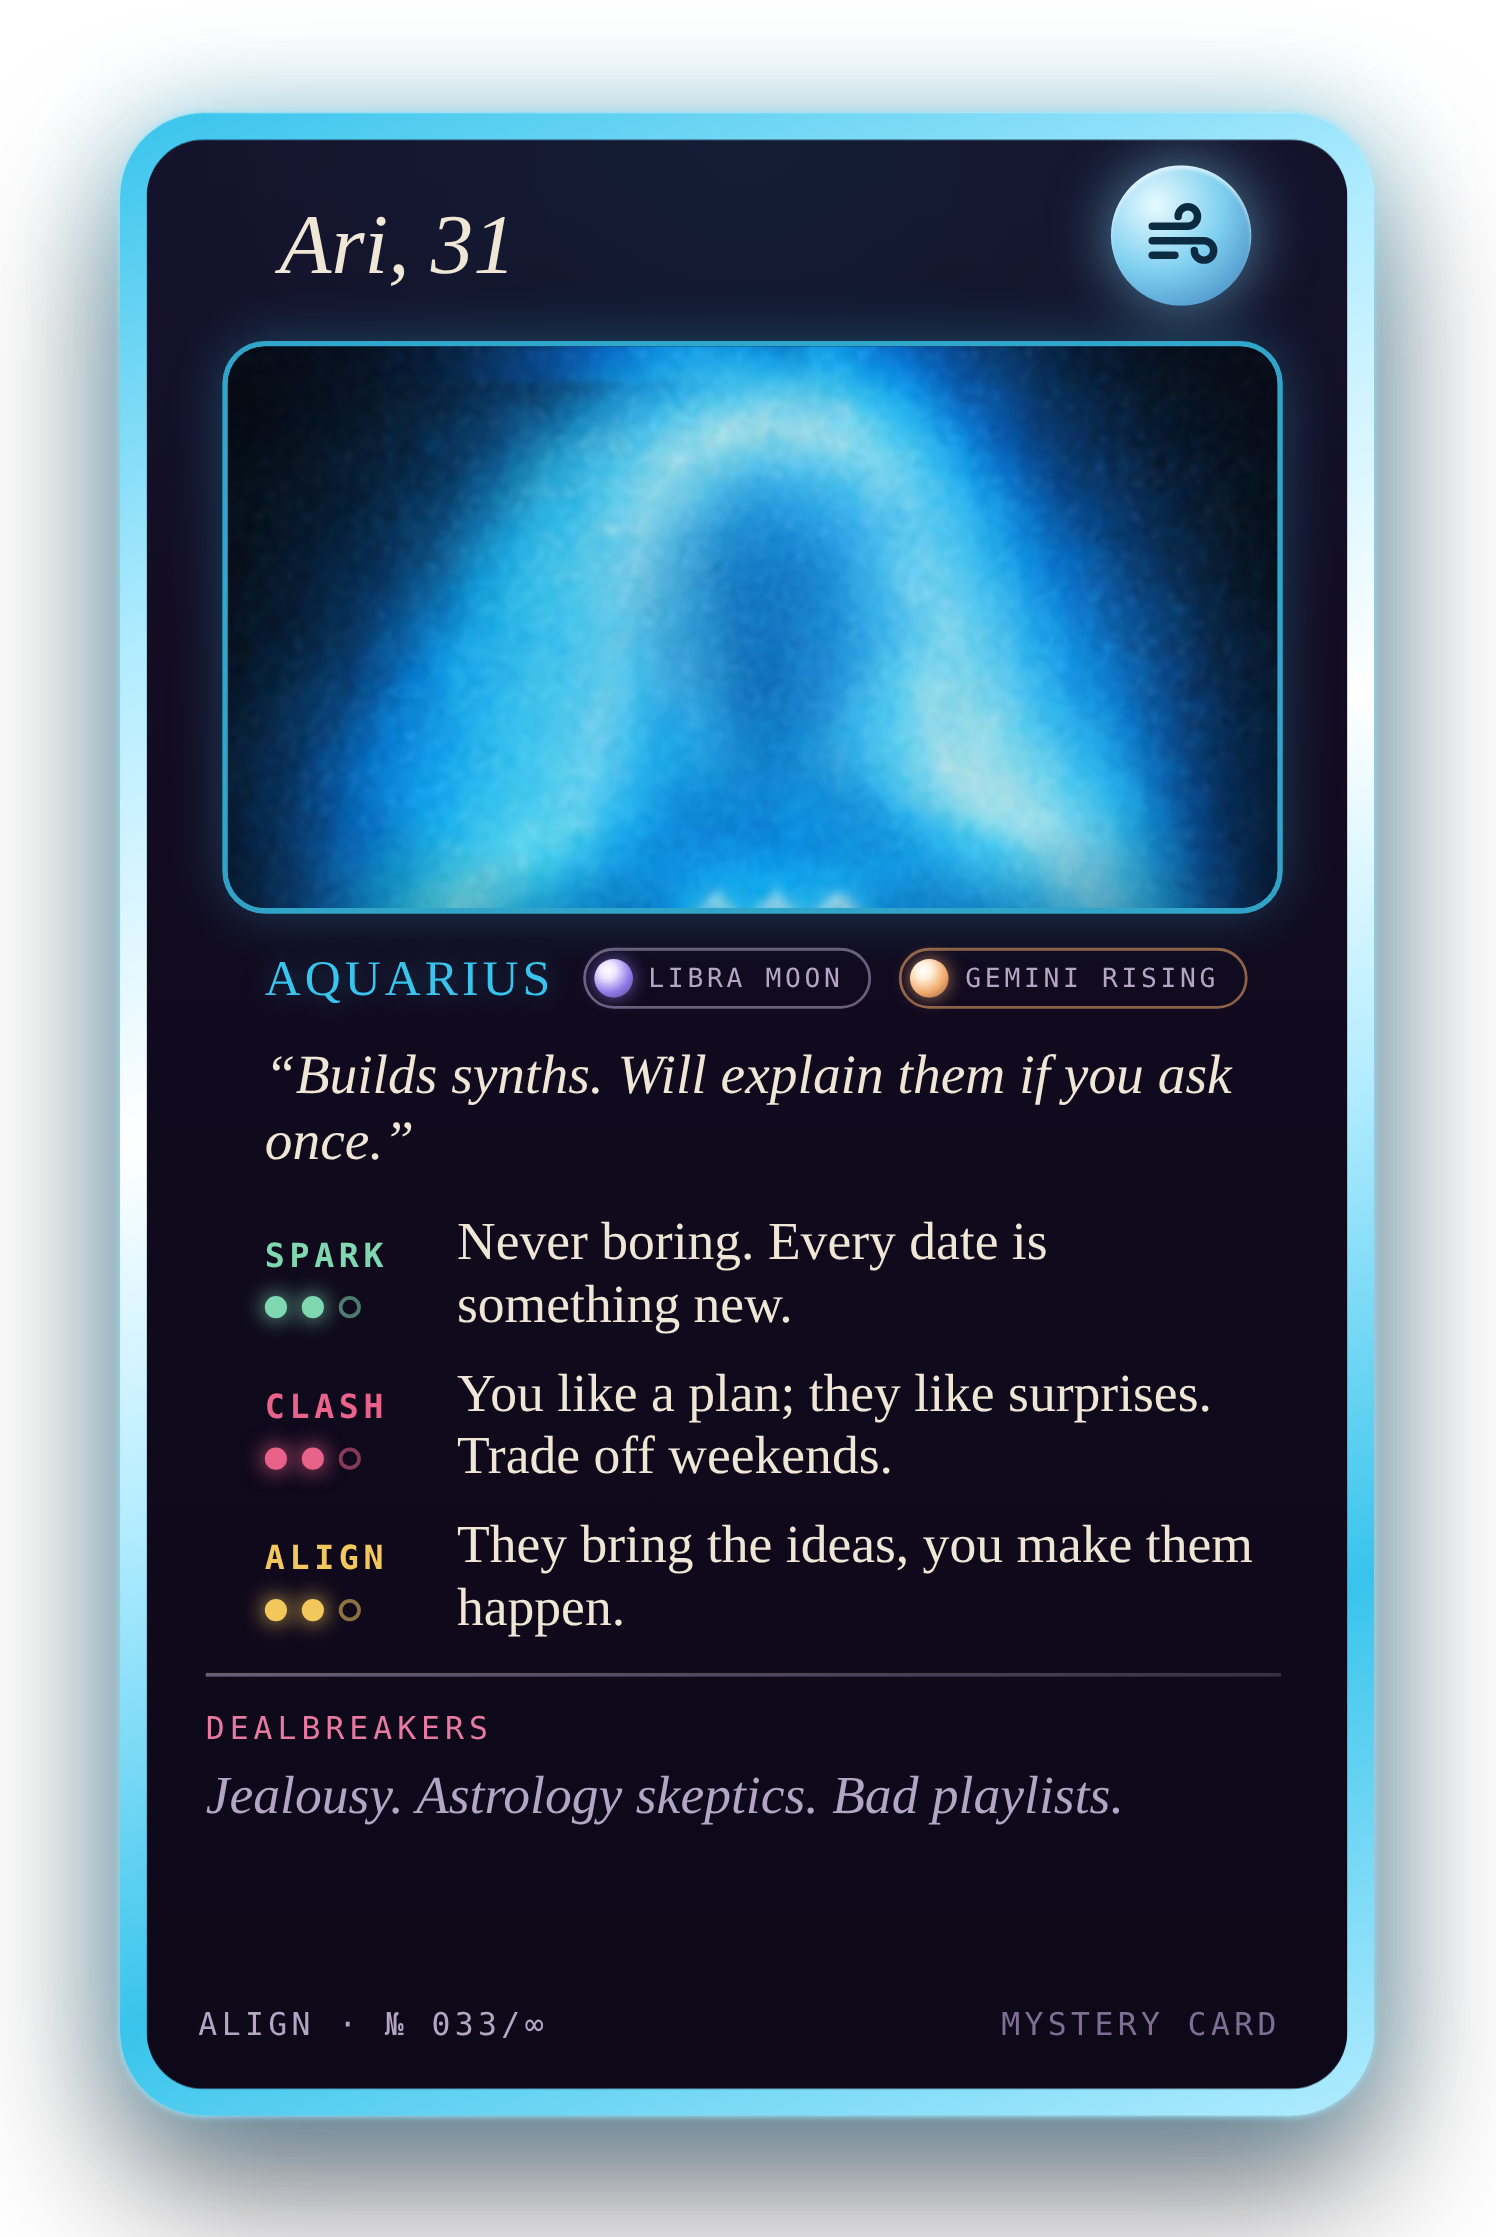 Ari, 31
AQUARIUS
LIBRA MOON
GEMINI RISING
“Builds synths. Will explain them if you ask
once.”
SPARK
Never boring. Every date is
something new.
CLASH
You like a plan; they like surprises.
Trade off weekends.
ALIGN
They bring the ideas, you make them
happen.
DEALBREAKERS
Jealousy. Astrology skeptics. Bad playlists.
ALIGN · № 033/∞
MYSTERY CARD